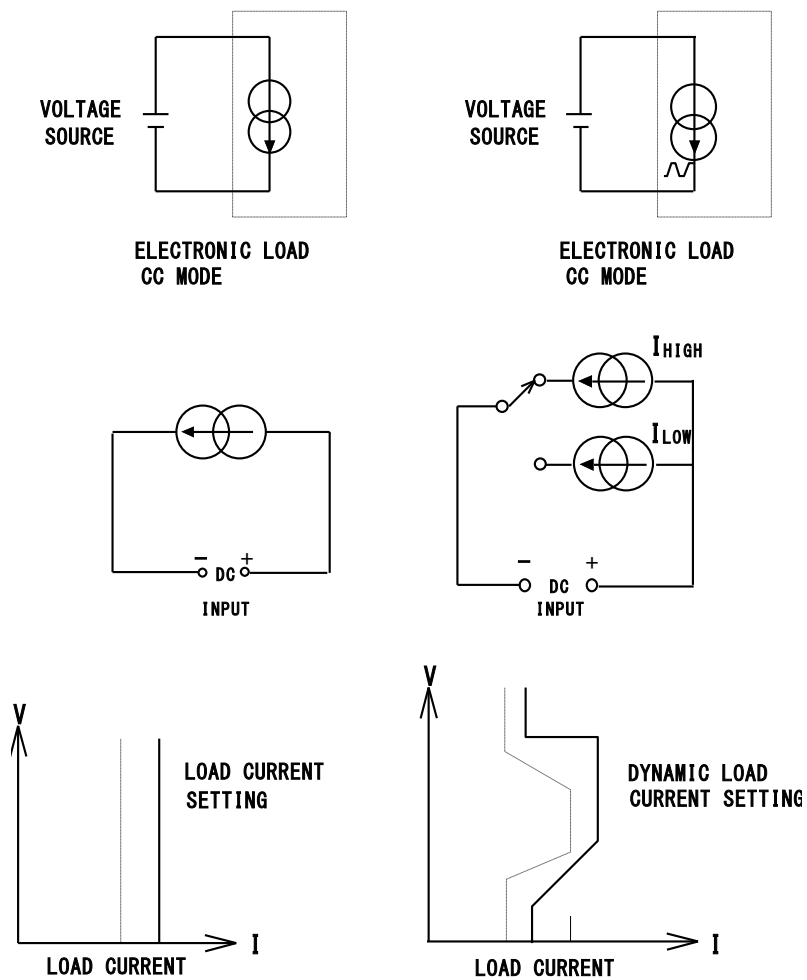 VOLTAGE
SOURCE
ELECTRONIC LOAD
CC MODE
VOLTAGE
SOURCE
ELECTRONIC LOAD
CC MODE
− DC +
INPUT
IHIGH
ILOW
− DC +
INPUT
V
LOAD CURRENT
SETTING
I
LOAD CURRENT
V
DYNAMIC LOAD
CURRENT SETTING
I
LOAD CURRENT